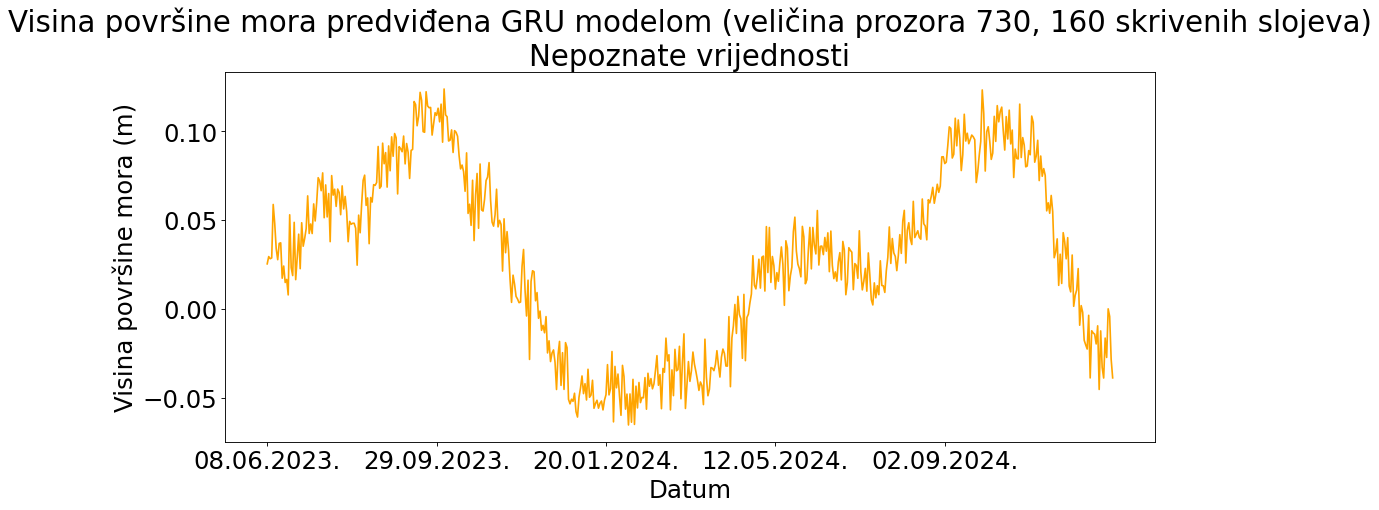 Visina površine mora predviđena GRU modelom (veličina prozora 730, 160 skrivenih slojeva)
Nepoznate vrijednosti
Visina površine mora (m)
0.10
0.05
0.00
−0.05
08.06.2023. 29.09.2023. 20.01.2024. 12.05.2024. 02.09.2024.
Datum